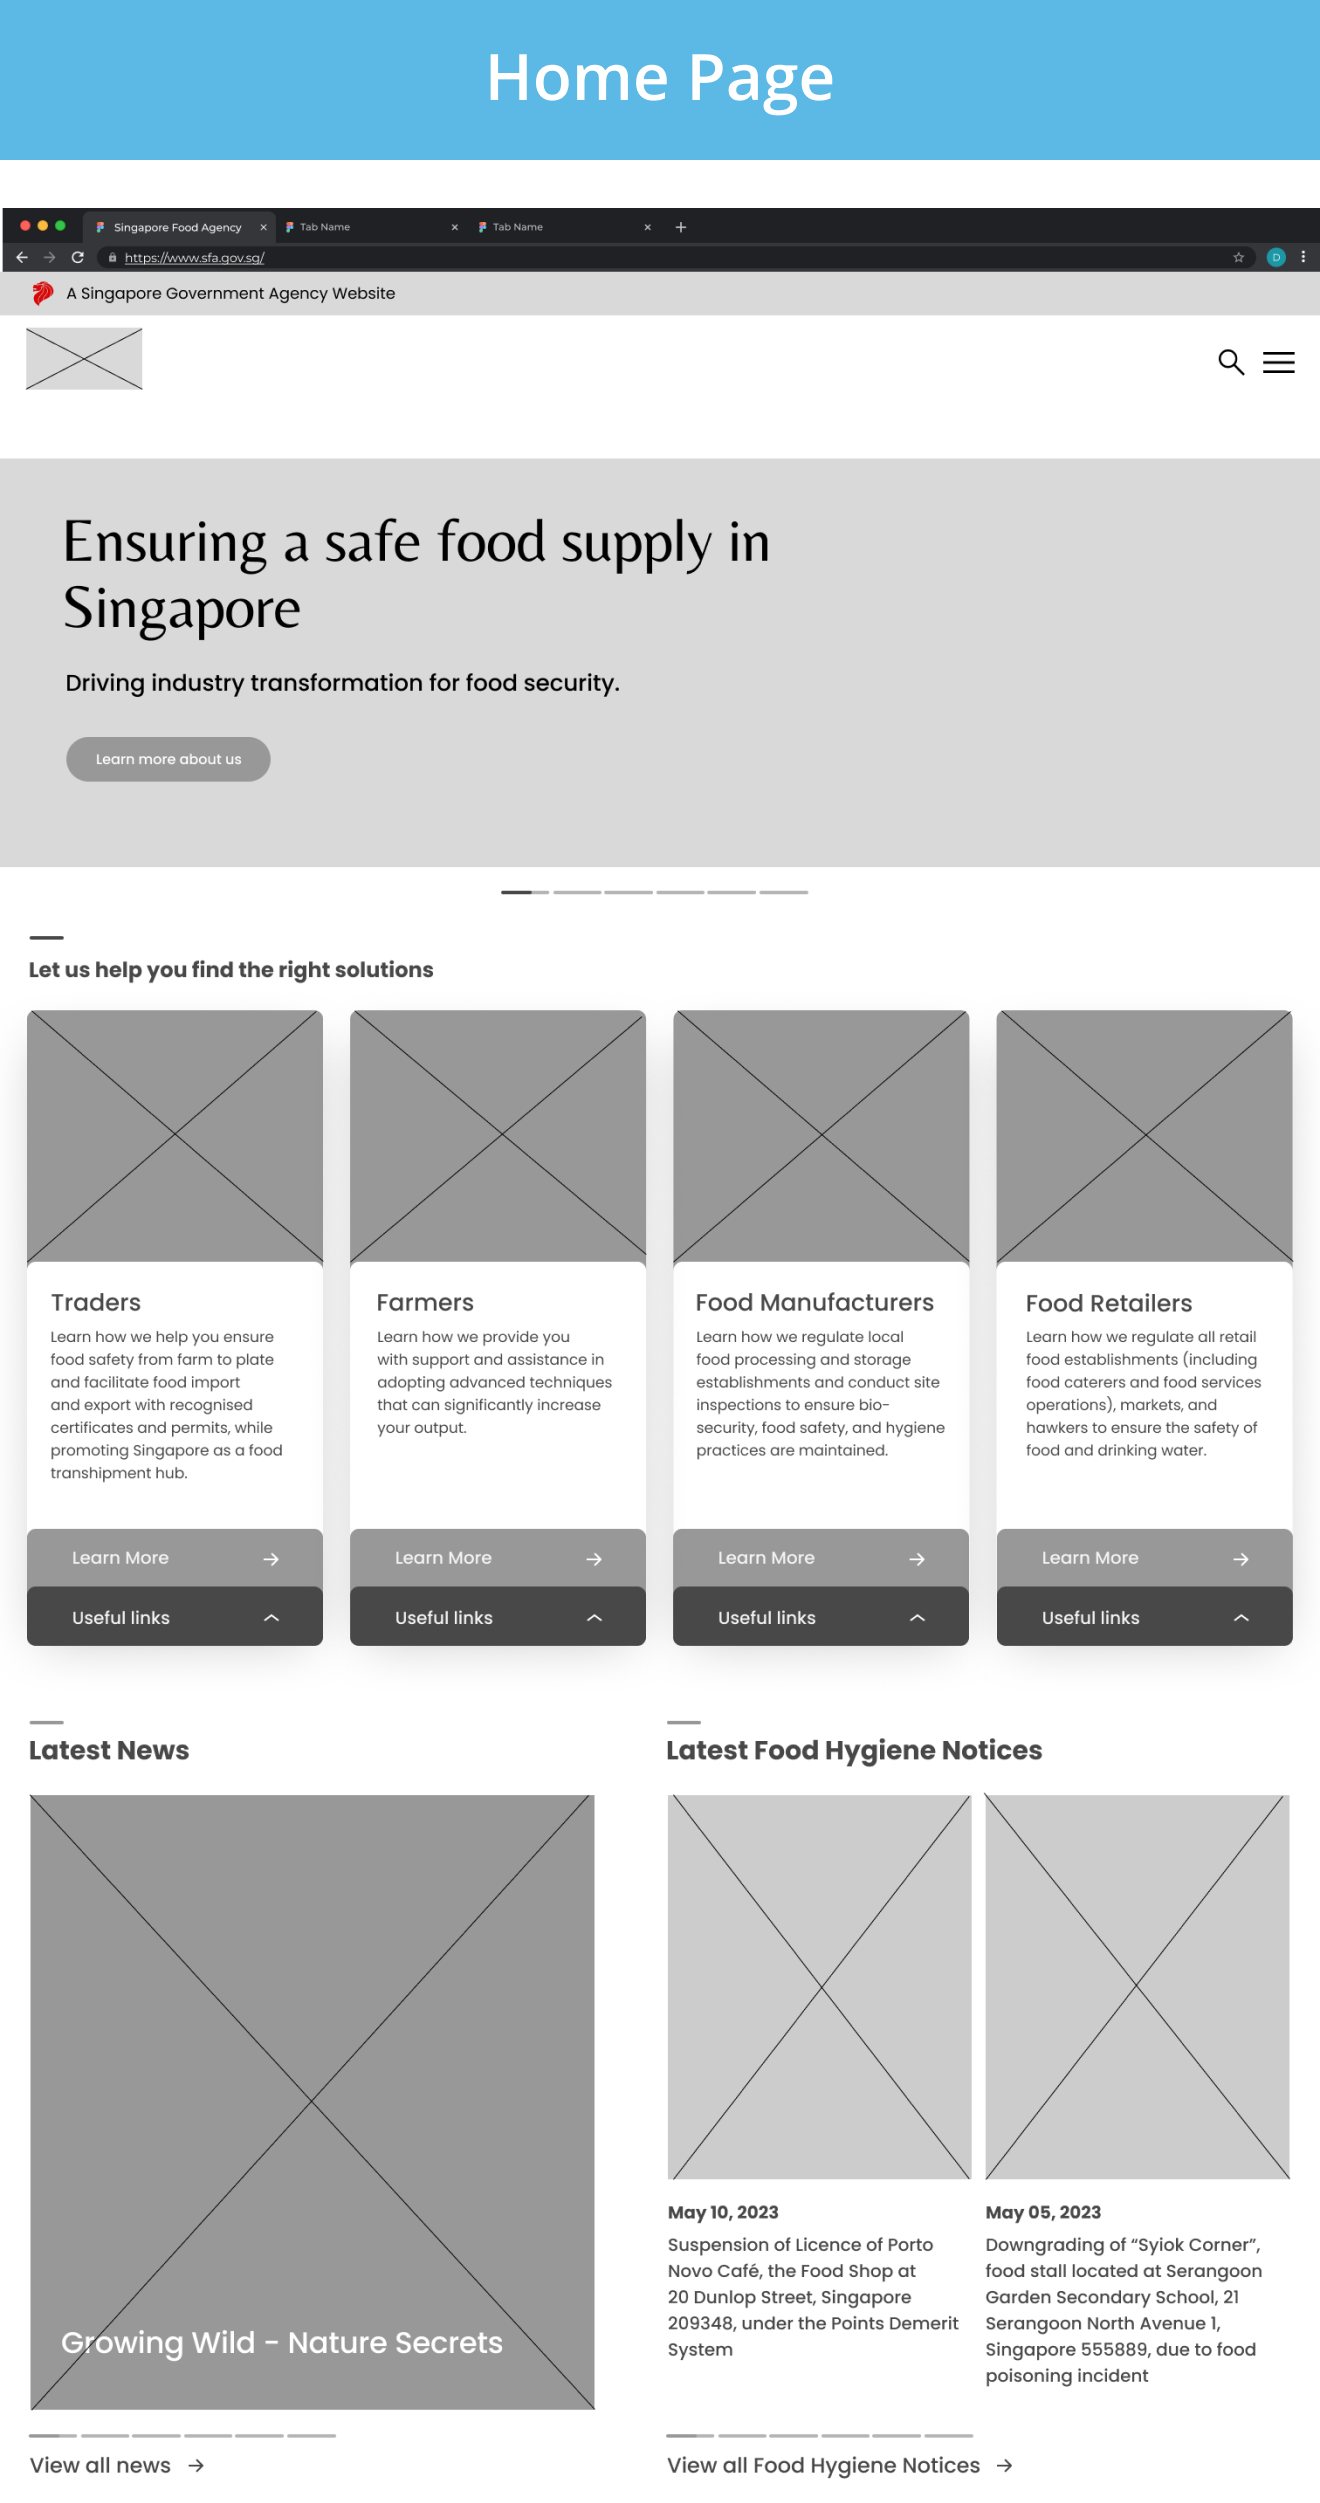 Home Page
Singapore Food Agency
Tab Name
Tab Name
https://www.sfa.gov.sg/
D
A Singapore Government Agency Website
Ensuring a safe food supply in
Singapore
Driving industry transformation for food security.
Learn more about us
Let us help you find the right solutions
Traders
Learn how we help you ensure
food safety from farm to plate
and facilitate food import
and export with recognised
certificates and permits, while
promoting Singapore as a food
transhipment hub.
Learn More
Useful links
Farmers
Learn how we provide you
with support and assistance in
adopting advanced techniques
that can significantly increase
your output.
Learn More
Useful links
Food Manufacturers
Learn how we regulate local
food processing and storage
establishments and conduct site
inspections to ensure bio-
security, food safety, and hygiene
practices are maintained.
Learn More
Useful links
Food Retailers
Learn how we regulate all retail
food establishments (including
food caterers and food services
operations), markets, and
hawkers to ensure the safety of
food and drinking water.
Learn More
Useful links
Latest News
Growing Wild - Nature Secrets
View all news
Latest Food Hygiene Notices
May 10, 2023
Suspension of Licence of Porto
Novo Café, the Food Shop at
20 Dunlop Street, Singapore
209348, under the Points Demerit
System
May 05, 2023
Downgrading of “Syiok Corner”,
food stall located at Serangoon
Garden Secondary School, 21
Serangoon North Avenue 1,
Singapore 555889, due to food
poisoning incident
View all Food Hygiene Notices